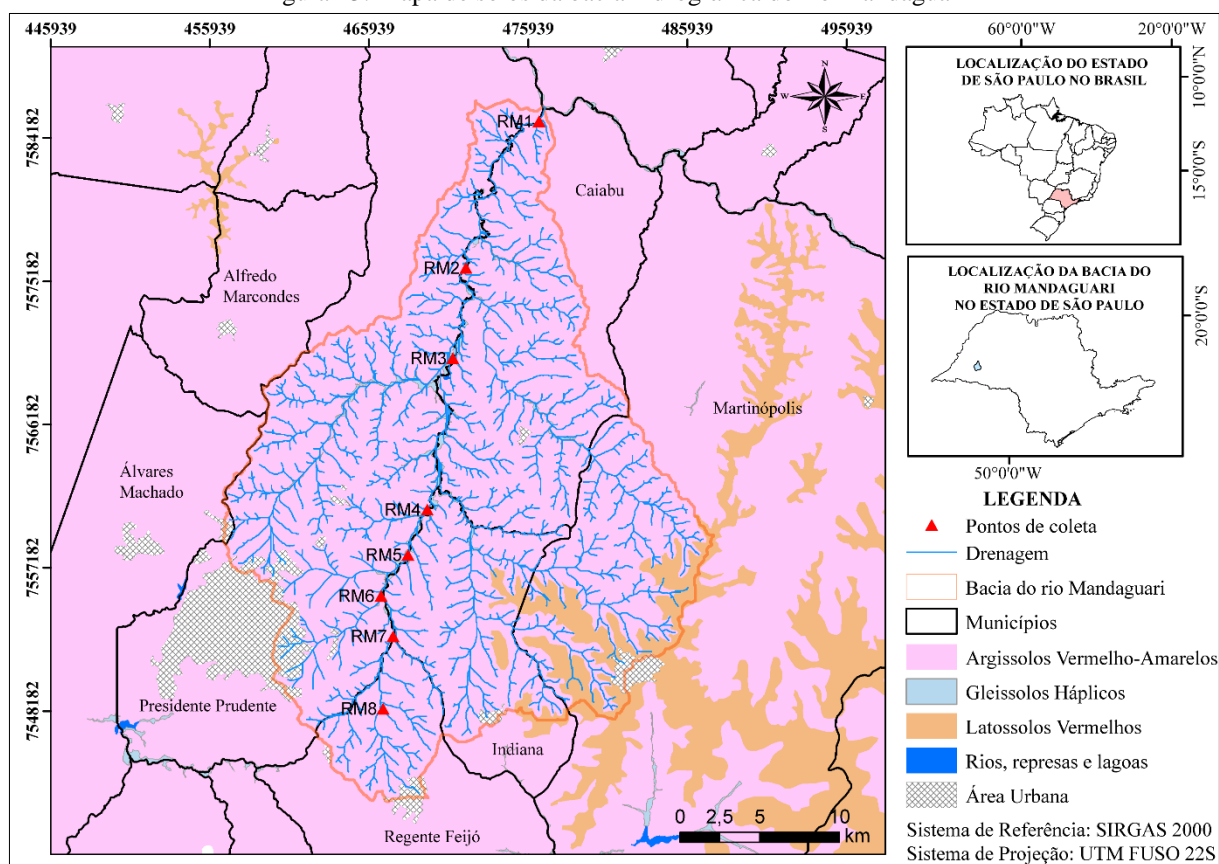 445939 455939 465939 475939 485939 495939
7584182
7575182
7566182
7557182
7548182
N
W E
S
RM1
Caiabu
RM2
Alfredo
Marcondes
RM3
Martinópolis
Álvares
Machado
RM4
RM5
RM6
RM7
Presidente Prudente
RM8
Indiana
Regente Feijó
0 2,5 5 10
km
60°0'0"W 20°0'0"W
LOCALIZAÇÃO DO ESTADO
DE SÃO PAULO NO BRASIL
10°0'0"N
15°0'0"S
LOCALIZAÇÃO DA BACIA DO
RIO MANDAGUARI
NO ESTADO DE SÃO PAULO
20°0'0"S
50°0'0"W
LEGENDA
Pontos de coleta
Drenagem
Bacia do rio Mandaguari
Municípios
Argissolos Vermelho-Amarelos
Gleissolos Háplicos
Latossolos Vermelhos
Rios, represas e lagoas
Área Urbana
Sistema de Referência: SIRGAS 2000
Sistema de Projeção: UTM FUSO 22S